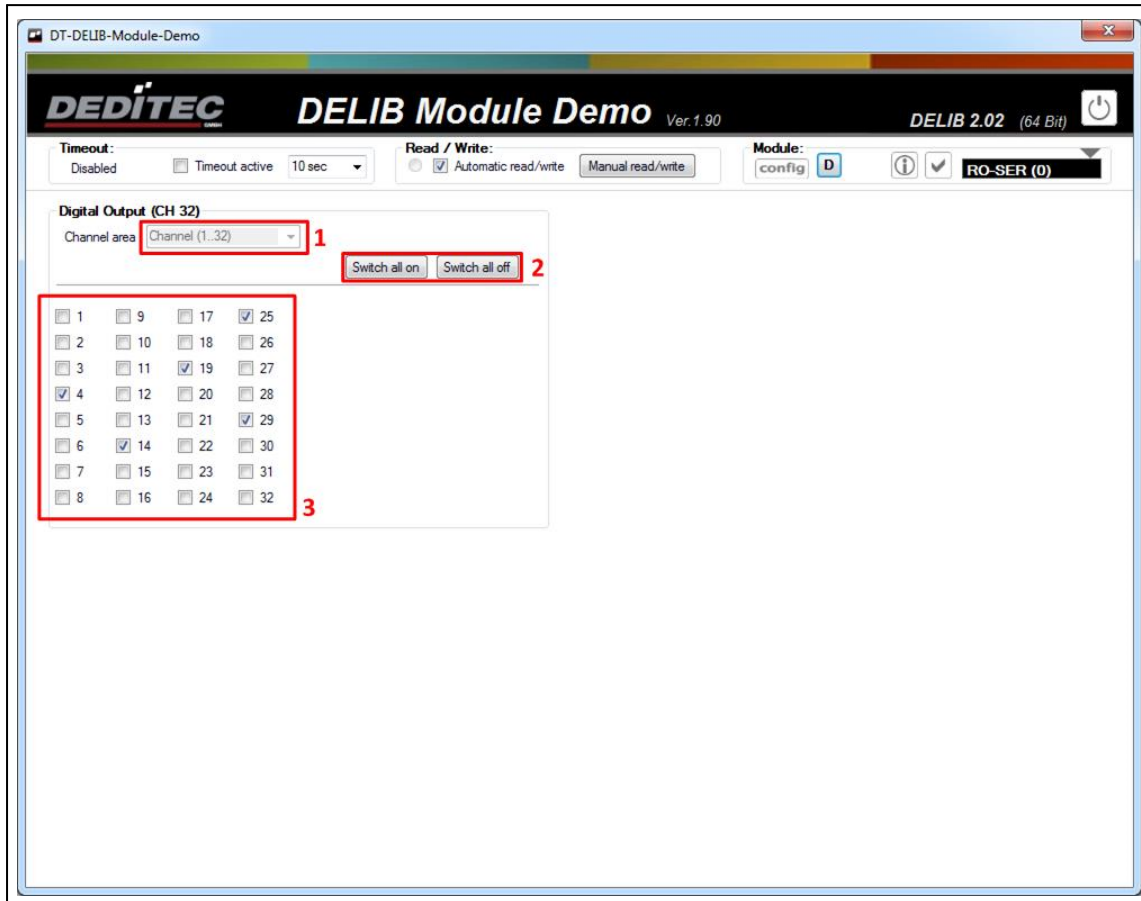 DT-DELIB-Module-Demo
DEDITEC GMBH DELIB Module Demo Ver.1.90 DELIB 2.02 (64 Bit)
Timeout: Read / Write: Module:
Disabled Timeout active 10 sec Automatic read/write Manual read/write config D RO-SER (0)
Digital Output (CH 32)
Channel area Channel (1..32) 1
Switch all on Switch all off 2
1 9 17 25
2 10 18 26
3 11 19 27
4 12 20 28
5 13 21 29
6 14 22 30
7 15 23 31
8 16 24 32
3